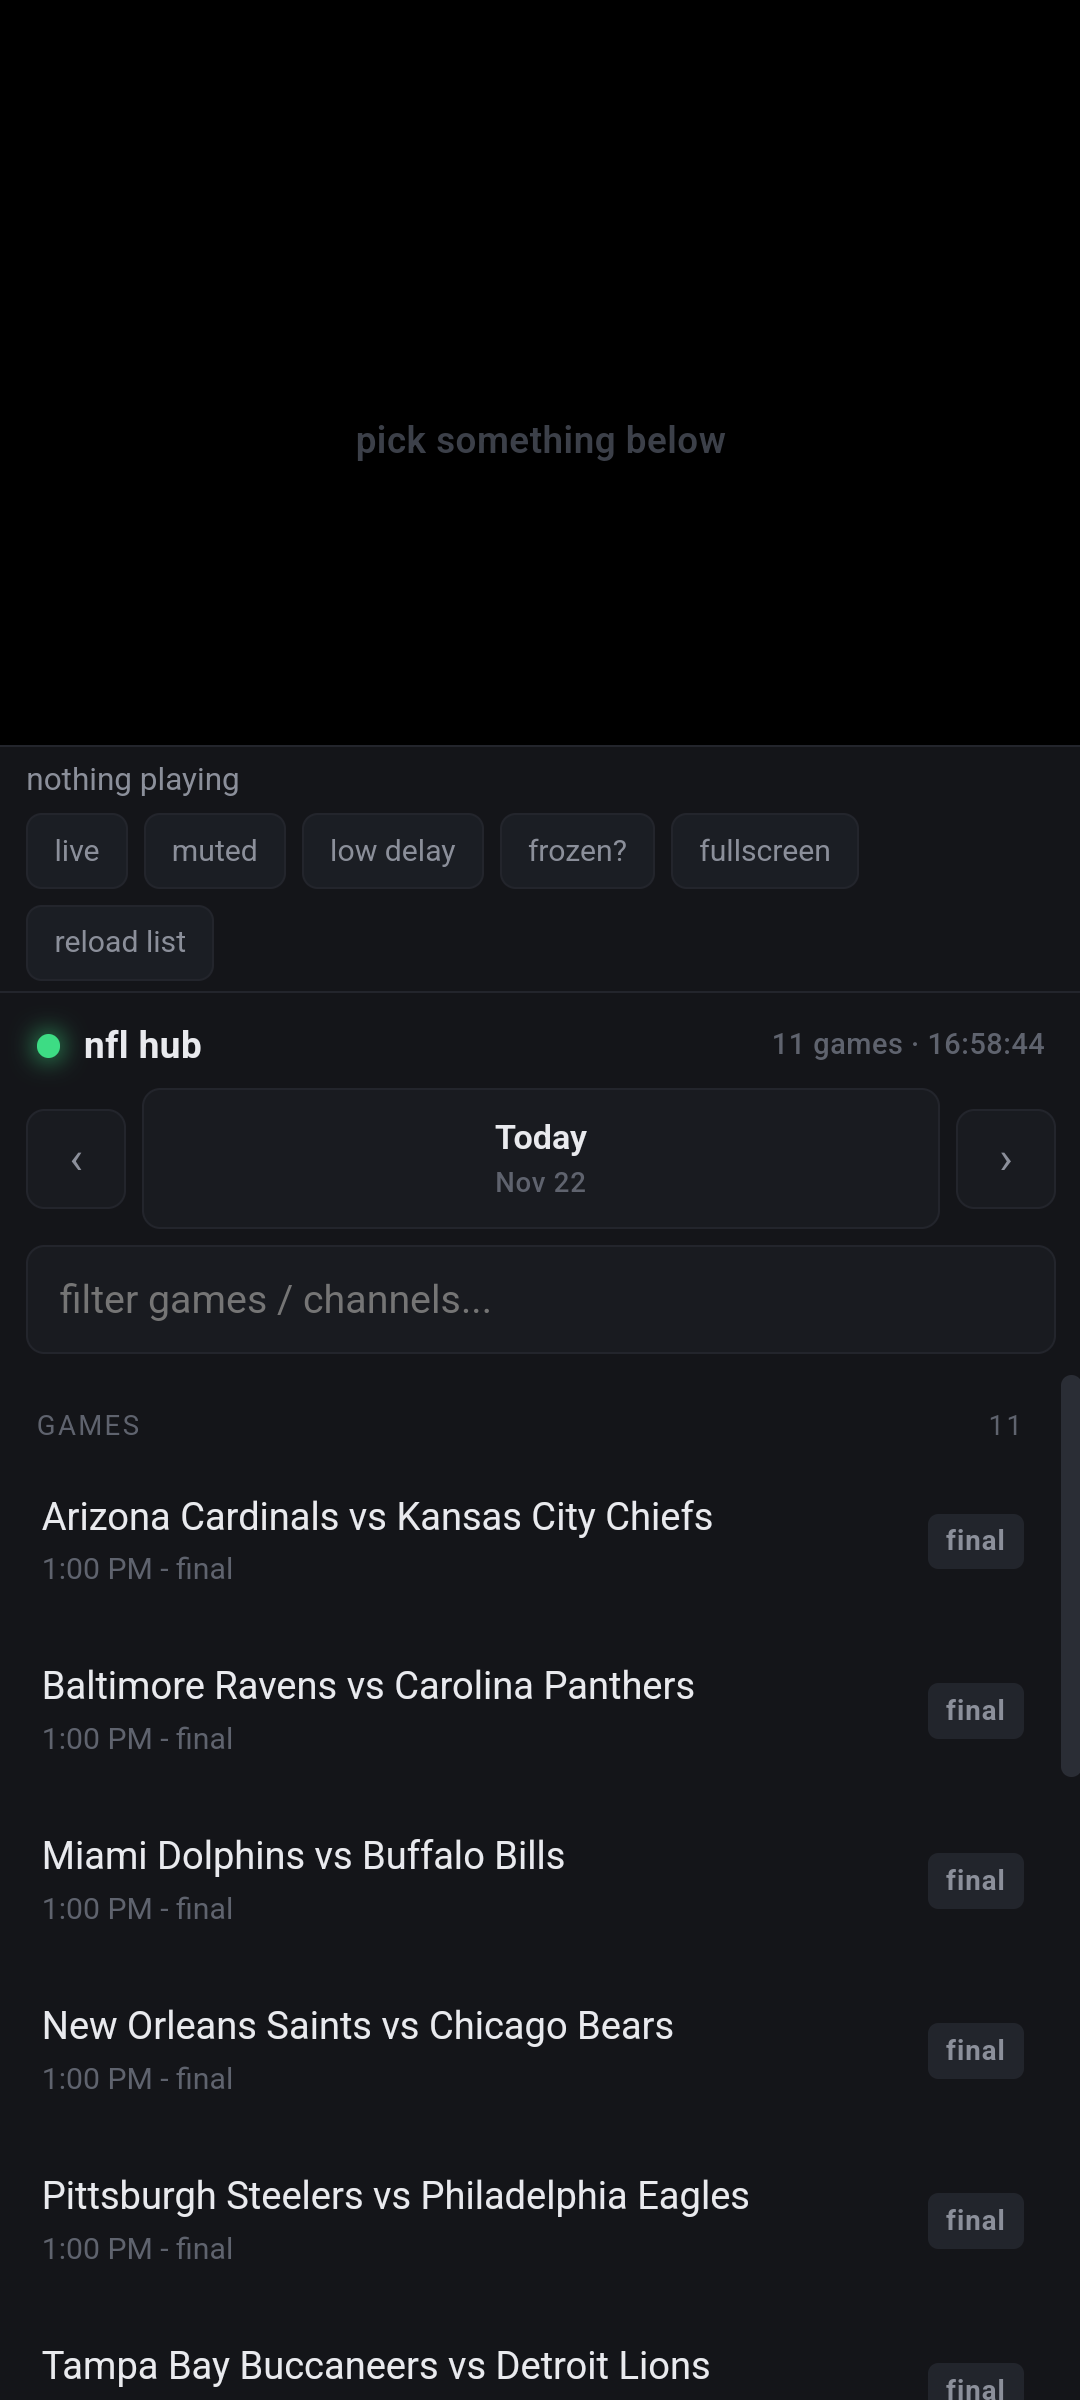 pick something below
nothing playing
live muted low delay frozen? fullscreen
reload list
nfl hub 11 games · 16:58:44
‹ Today ›
Nov 22
filter games / channels...
GAMES 11
Arizona Cardinals vs Kansas City Chiefs
1:00 PM - final
final
Baltimore Ravens vs Carolina Panthers
1:00 PM - final
final
Miami Dolphins vs Buffalo Bills
1:00 PM - final
final
New Orleans Saints vs Chicago Bears
1:00 PM - final
final
Pittsburgh Steelers vs Philadelphia Eagles
1:00 PM - final
final
Tampa Bay Buccaneers vs Detroit Lions
final